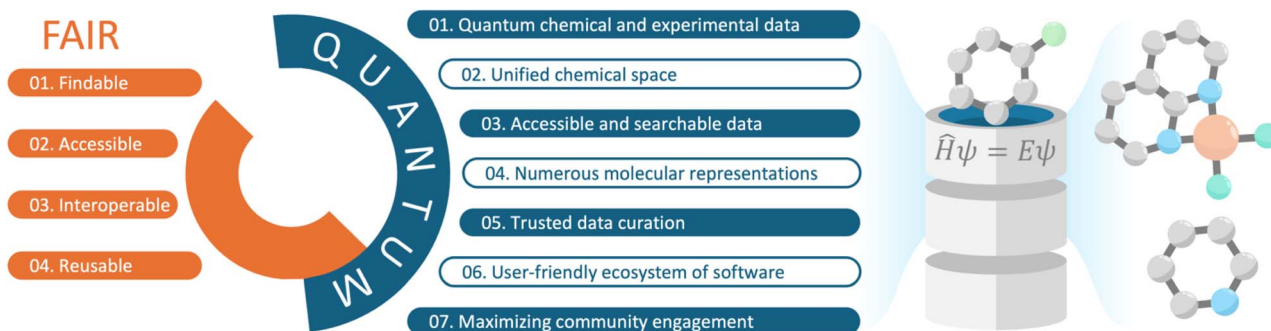 FAIR
01. Findable
02. Accessible
03. Interoperable
04. Reusable
QUANTUM
01. Quantum chemical and experimental data
02. Unified chemical space
03. Accessible and searchable data
04. Numerous molecular representations
05. Trusted data curation
06. User-friendly ecosystem of software
07. Maximizing community engagement
Ĥψ = Eψ